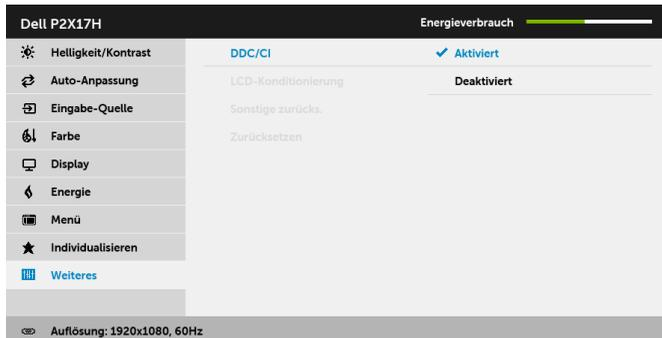 Dell P2X17H Energieverbrauch
Helligkeit/Kontrast DDC/CI Aktiviert
Auto-Anpassung LCD-Konditionierung Deaktiviert
Eingabe-Quelle Sonstige zurücks.
Farbe Zurücksetzen
Display
Energie
Menü
Individualisieren
Weiteres
Auflösung: 1920x1080, 60Hz